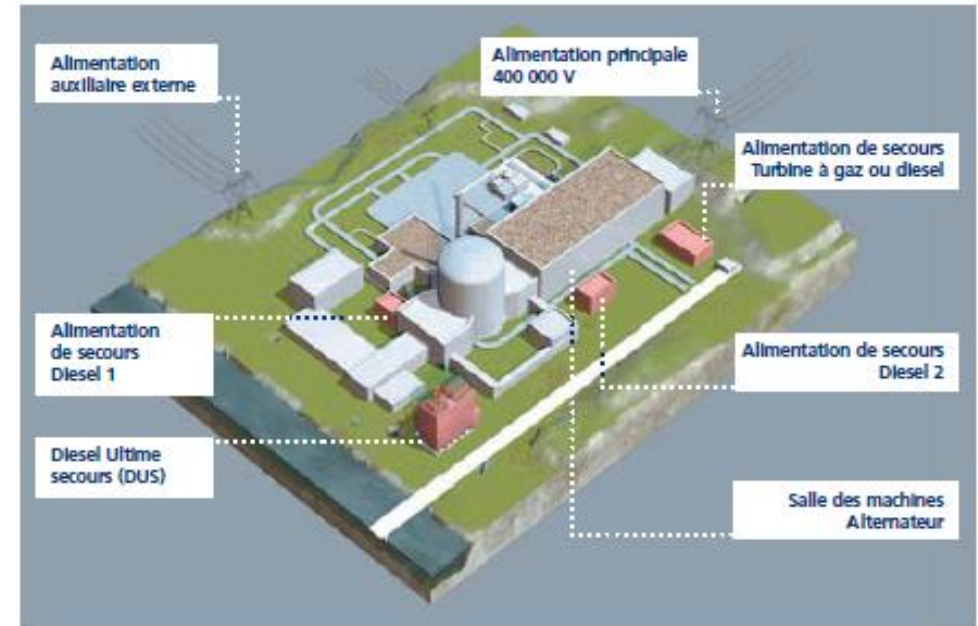 Alimentation
auxiliaire externe
Alimentation principale
400 000 V
Alimentation de secours
Turbine à gaz ou diesel
Alimentation
de secours
Diesel 1
Alimentation de secours
Diesel 2
Diesel Ultime
secours (DUS)
Salle des machines
Alternateur